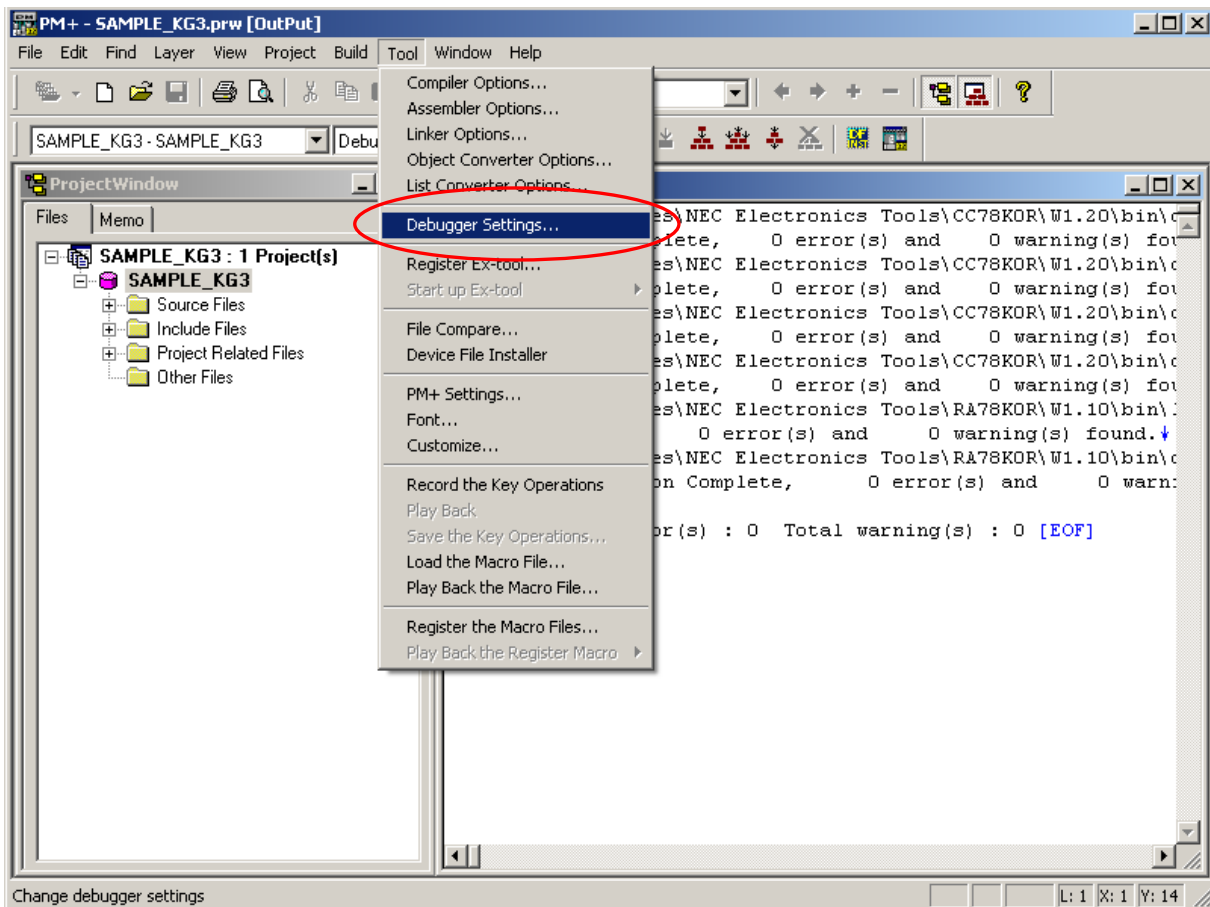 PM+ - SAMPLE_KG3.prw [OutPut]
File Edit Find Layer View Project Build Tool Window Help
SAMPLE_KG3 - SAMPLE_KG3
ProjectWindow
Files Memo
SAMPLE_KG3 : 1 Project(s)
SAMPLE_KG3
Source Files
Include Files
Project Related Files
Other Files
Compiler Options...
Assembler Options...
Linker Options...
Object Converter Options...
List Converter Options...
Debugger Settings...
Register Ex-tool...
Start up Ex-tool
File Compare...
Device File Installer
PM+ Settings...
Font...
Customize...
Record the Key Operations
Play Back
Save the Key Operations...
Load the Macro File...
Play Back the Macro File...
Register the Macro Files...
Play Back the Register Macro
es\NEC Electronics Tools\CC78K0R\W1.20\bin\
plete, 0 error(s) and 0 warning(s)
es\NEC Electronics Tools\CC78K0R\W1.20\bin\
plete, 0 error(s) and 0 warning(s)
es\NEC Electronics Tools\CC78K0R\W1.20\bin\
plete, 0 error(s) and 0 warning(s)
es\NEC Electronics Tools\CC78K0R\W1.20\bin\
plete, 0 error(s) and 0 warning(s)
es\NEC Electronics Tools\RA78K0R\W1.10\bin\
0 error(s) and 0 warning(s) found.
es\NEC Electronics Tools\RA78K0R\W1.10\bin\
on Complete, 0 error(s) and 0 warn
or(s) : 0 Total warning(s) : 0 [EOF]
Change debugger settings
L: 1 X: 1 Y: 14